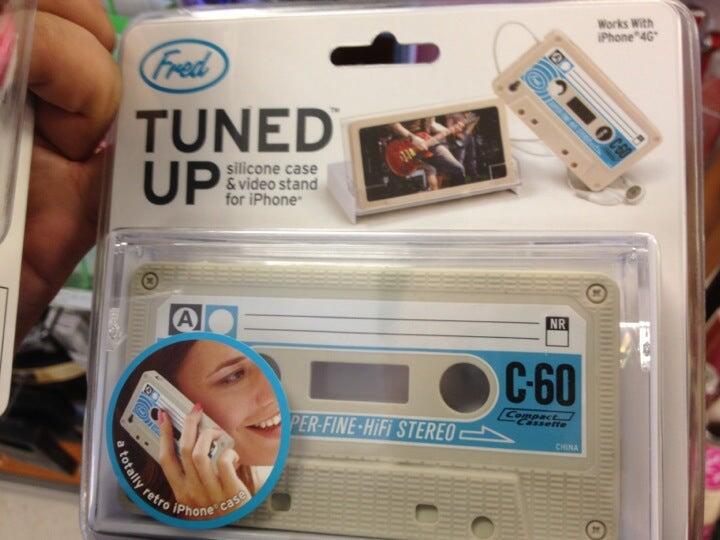 Fred
Works With
iPhone®4G*
TUNED™
UP
silicone case
& video stand
for iPhone®
C-60
A
NR
C-60
Compact
Cassette
PER-FINE·HiFi STEREO
CHINA
a totally retro iPhone® case